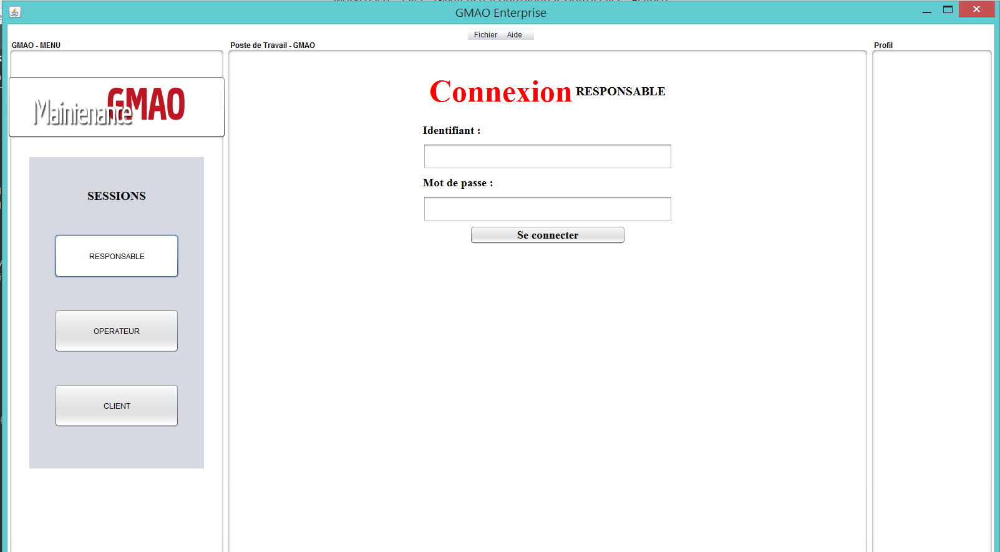 GMAO Enterprise
Fichier Aide
GMAO - MENU
Poste de Travail - GMAO
Profil
Maintenance GMAO
Connexion RESPONSABLE
Identifiant :
Mot de passe :
Se connecter
SESSIONS
RESPONSABLE
OPERATEUR
CLIENT